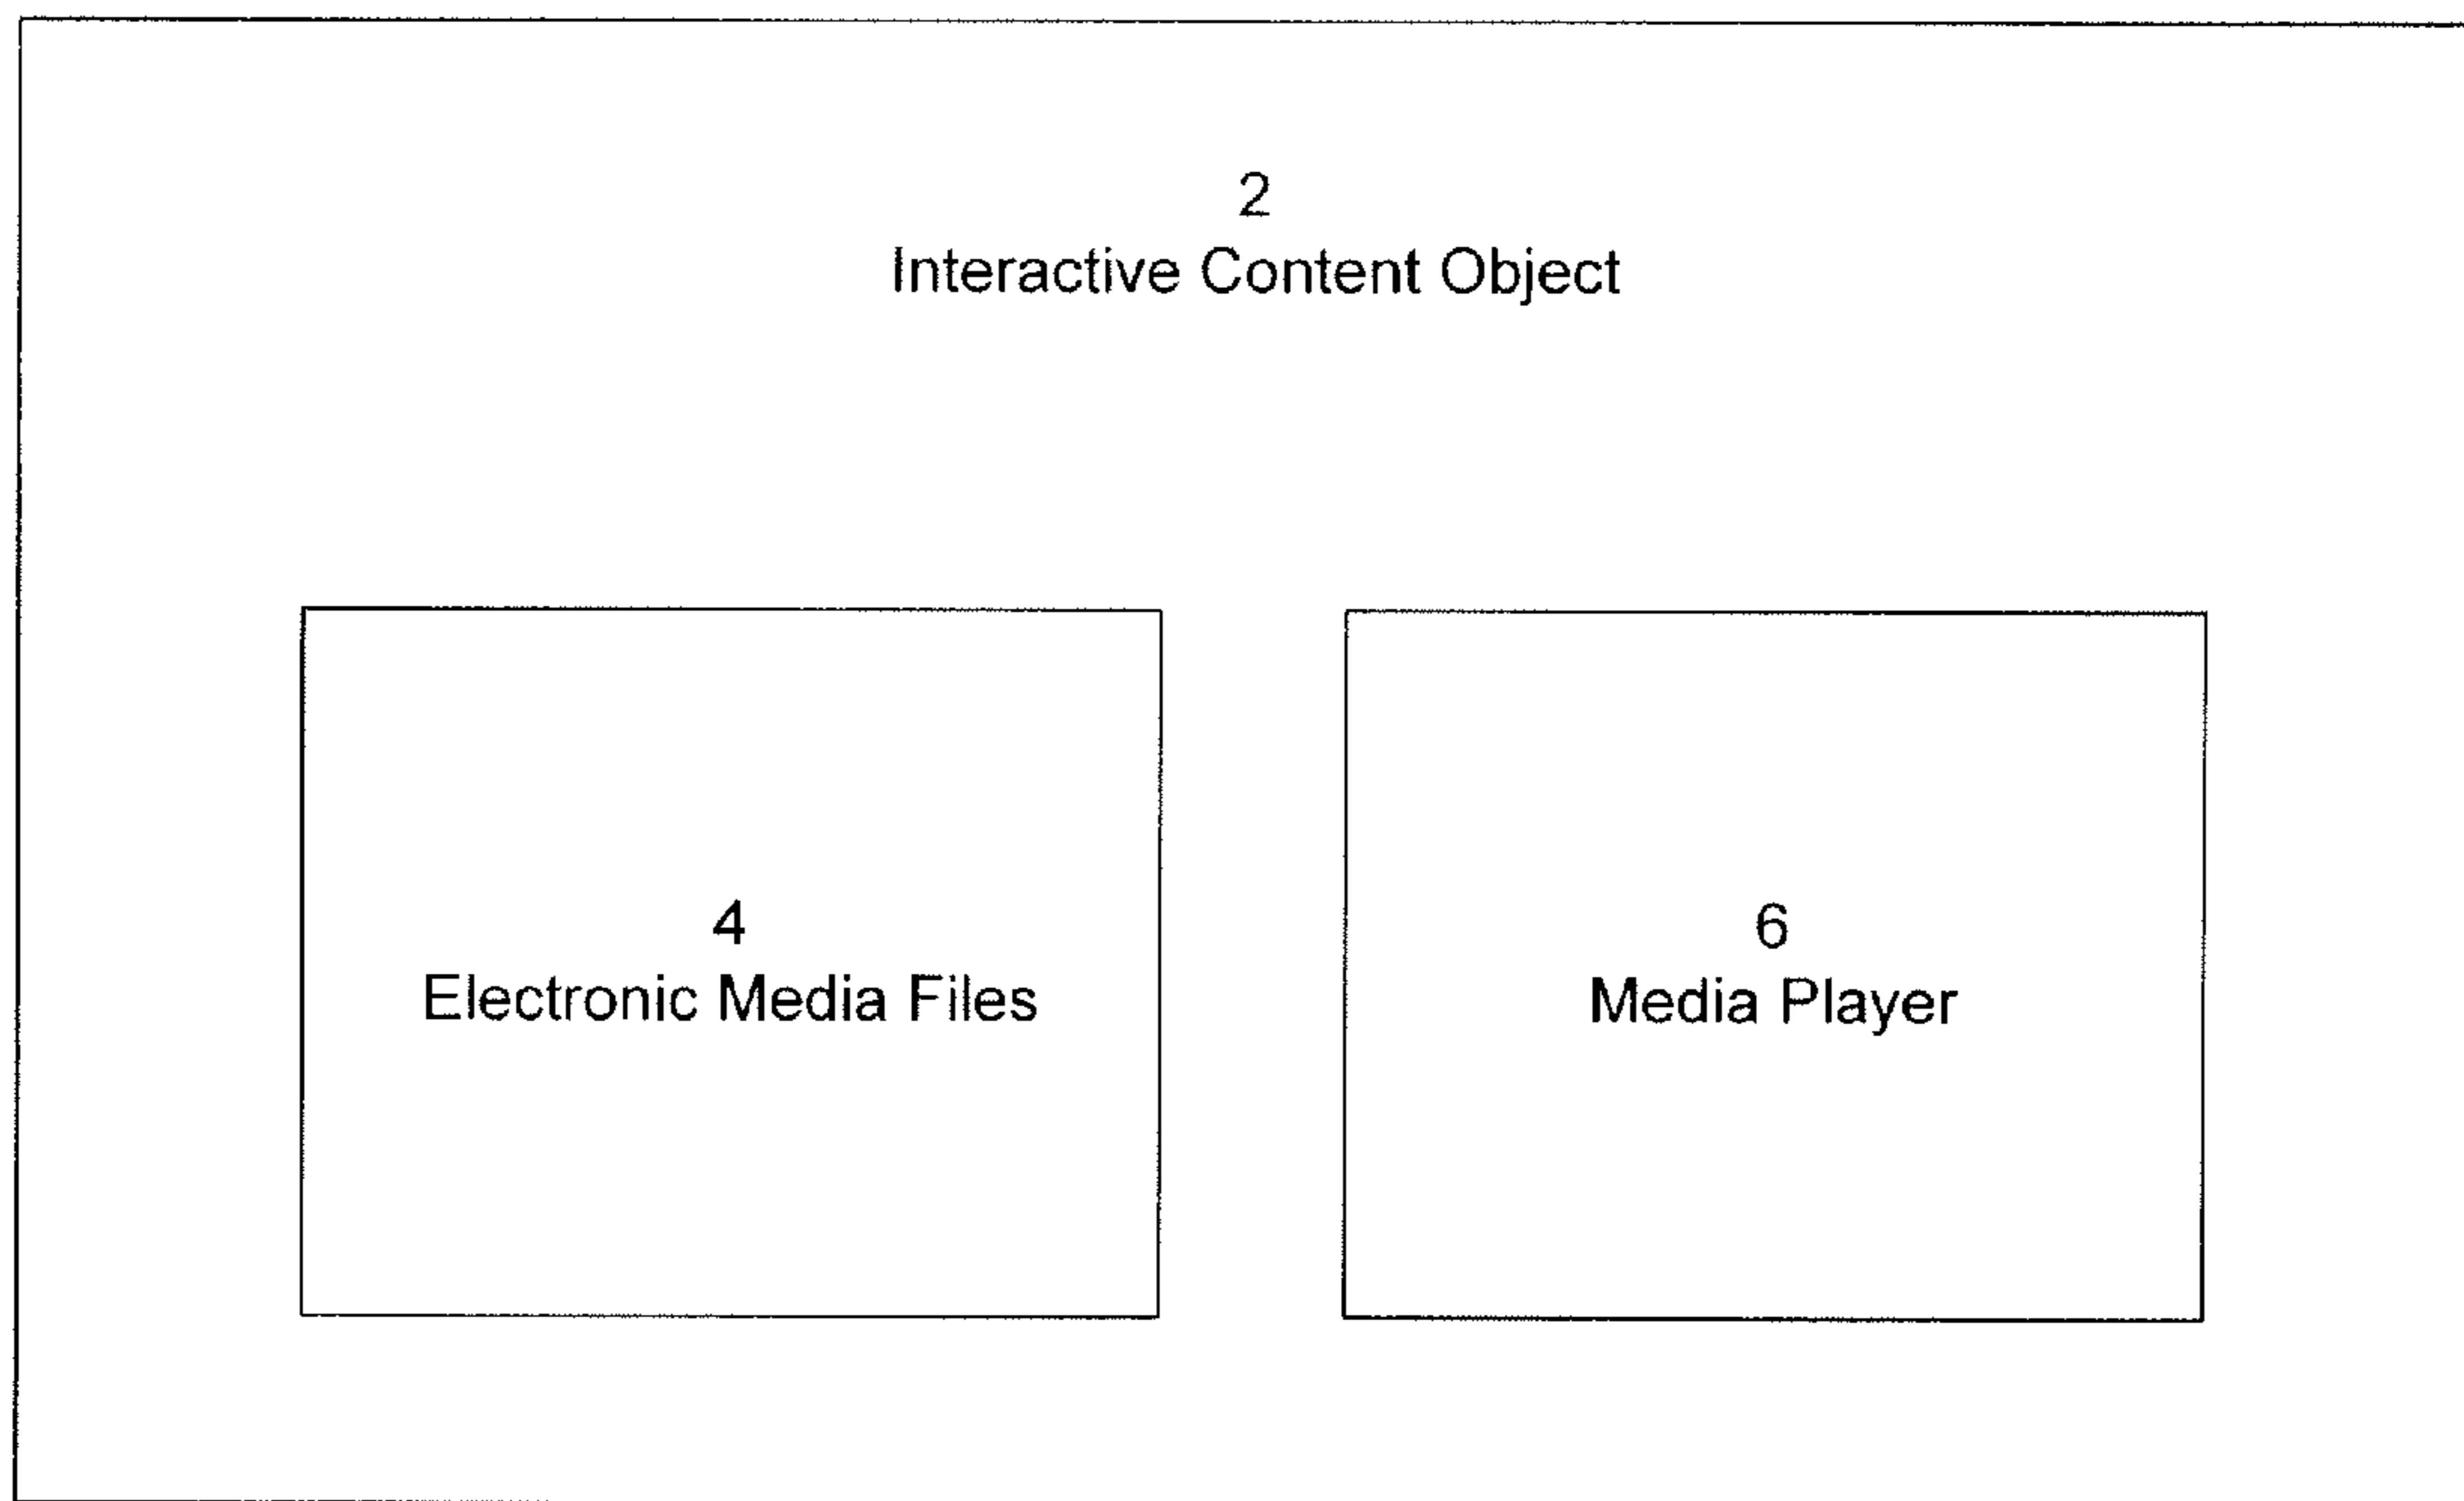 2
Interactive Content Object
4
Electronic Media Files
6
Media Player